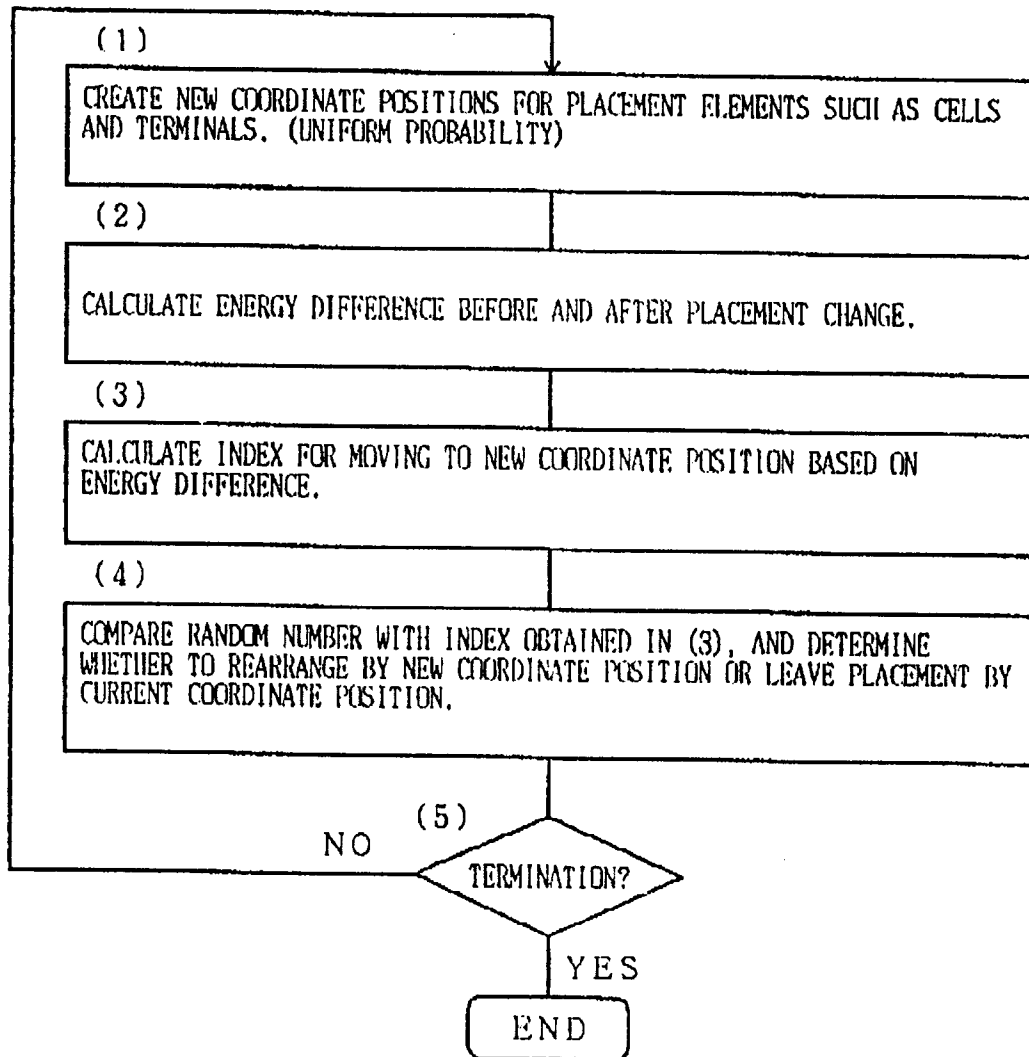 (1)
CREATE NEW COORDINATE POSITIONS FOR PLACEMENT ELEMENTS SUCH AS CELLS
AND TERMINALS. (UNIFORM PROBABILITY)
(2)
CALCULATE ENERGY DIFFERENCE BEFORE AND AFTER PLACEMENT CHANGE.
(3)
CALCULATE INDEX FOR MOVING TO NEW COORDINATE POSITION BASED ON
ENERGY DIFFERENCE.
(4)
COMPARE RANDOM NUMBER WITH INDEX OBTAINED IN (3), AND DETERMINE
WHETHER TO REARRANGE BY NEW COORDINATE POSITION OR LEAVE PLACEMENT BY
CURRENT COORDINATE POSITION.
(5)
NO
TERMINATION?
YES
END